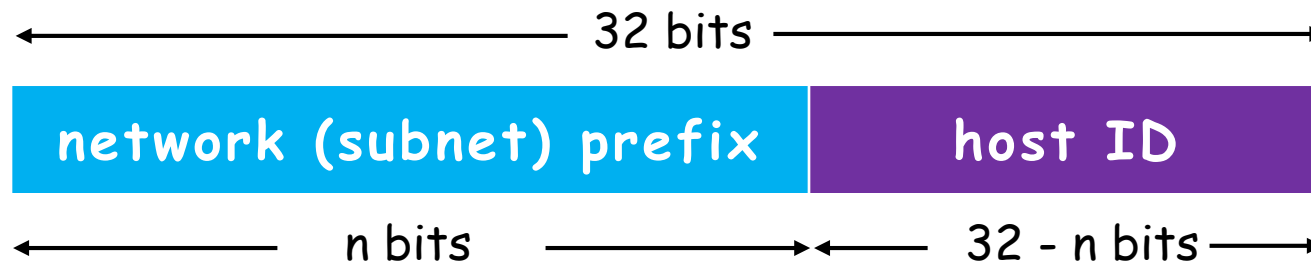 32 bits
network (subnet) prefix host ID
n bits 32 - n bits